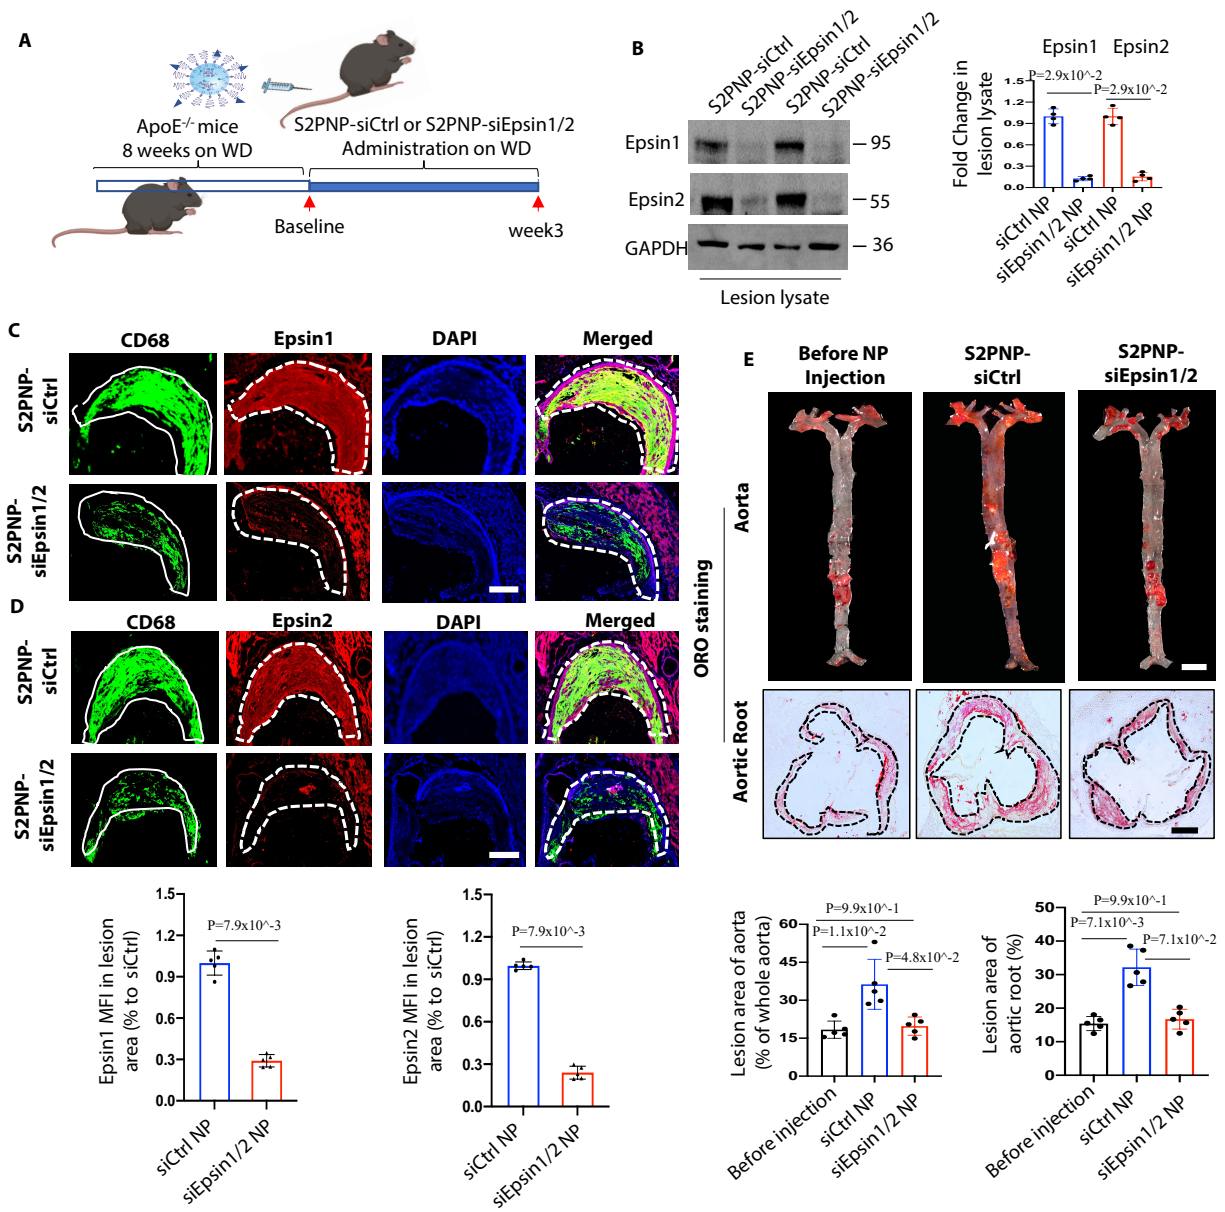 A
ApoE-/- mice
8 weeks on WD
S2PNP-siCtrl or S2PNP-siEpsin1/2
Administration on WD
Baseline
week3
B
S2PNP-siCtrl
S2PNP-siEpsin1/2
S2PNP-siCtrl
S2PNP-siEpsin1/2
Epsin1
95
Epsin2
55
GAPDH
36
Lesion lysate
Epsin1 Epsin2
P=2.9x10^-2
P=2.9x10^-2
Fold Change in
lesion lysate
1.5
1.2
0.9
0.6
0.3
0.0
siCtrl NP
siEpsin1/2 NP
siCtrl NP
siEpsin1/2 NP
C
CD68 Epsin1 DAPI Merged
S2PNP-
siCtrl
S2PNP-
siEpsin1/2
D
CD68 Epsin2 DAPI Merged
S2PNP-
siCtrl
S2PNP-
siEpsin1/2
Epsin1 MFI in lesion
area (% to siCtrl)
1.5
1.2
0.9
0.6
0.3
0.0
P=7.9x10^-3
siCtrl NP
siEpsin1/2 NP
Epsin2 MFI in lesion
area (% to siCtrl)
1.5
1.2
0.9
0.6
0.3
0.0
P=7.9x10^-3
siCtrl NP
siEpsin1/2 NP
E
Before NP
Injection
S2PNP-
siCtrl
S2PNP-
siEpsin1/2
ORO staining
Aorta
Aortic Root
Lesion area of aorta
(% of whole aorta)
60
45
30
15
0
P=9.9x10^-1
P=1.1x10^-2
P=4.8x10^-2
Before injection
siCtrl NP
siEpsin1/2 NP
Lesion area of
aortic root (%)
50
40
30
20
10
0
P=9.9x10^-1
P=7.1x10^-3
P=7.1x10^-2
Before injection
siCtrl NP
siEpsin1/2 NP